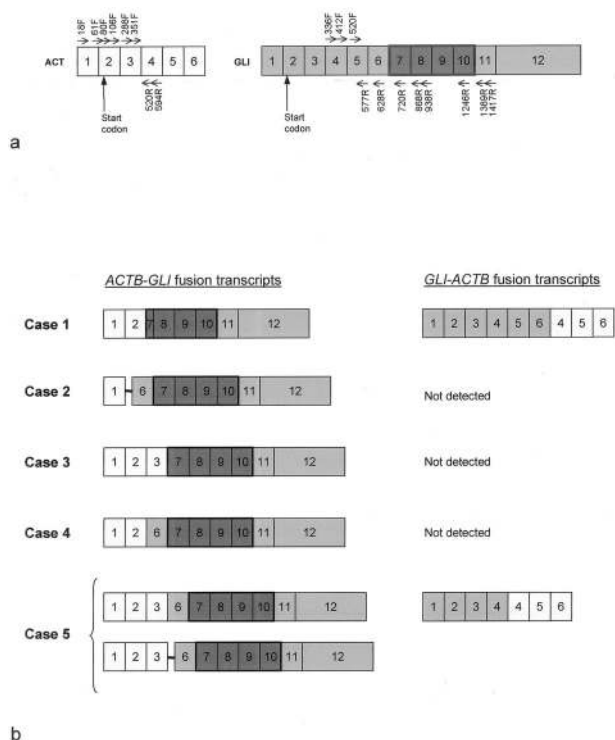 18F 61F 80F 106F 288F 351F
336F 412F 520F
ACT 1 2 3 4 5 6
GLI 1 2 3 4 5 6 7 8 9 10 11 12
520R 594R
577R 628R 720R 868R 938R 1246R 1389R 1417R
Start codon
Start codon
a
ACTB-GLI fusion transcripts
GLI-ACTB fusion transcripts
Case 1 1 2 7 8 9 10 11 12
1 2 3 4 5 6 4 5 6
Case 2 1 6 7 8 9 10 11 12
Not detected
Case 3 1 2 3 7 8 9 10 11 12
Not detected
Case 4 1 2 6 7 8 9 10 11 12
Not detected
Case 5
1 2 3 6 7 8 9 10 11 12
1 2 3 4 4 5 6
1 2 3 6 7 8 9 10 11 12
b